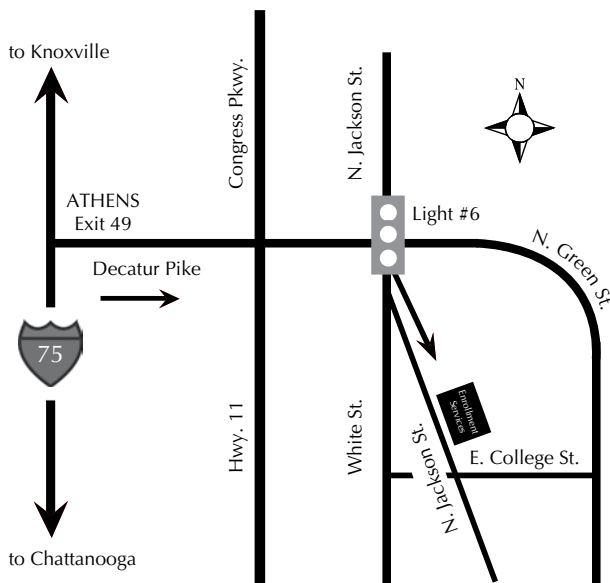 to Knoxville
N
Congress Pkwy.
N. Jackson St.
ATHENS
Exit 49
Light #6
N. Green St.
Decatur Pike
75
Enrollment
Services
Hwy. 11
White St.
N. Jackson St.
E. College St.
to Chattanooga